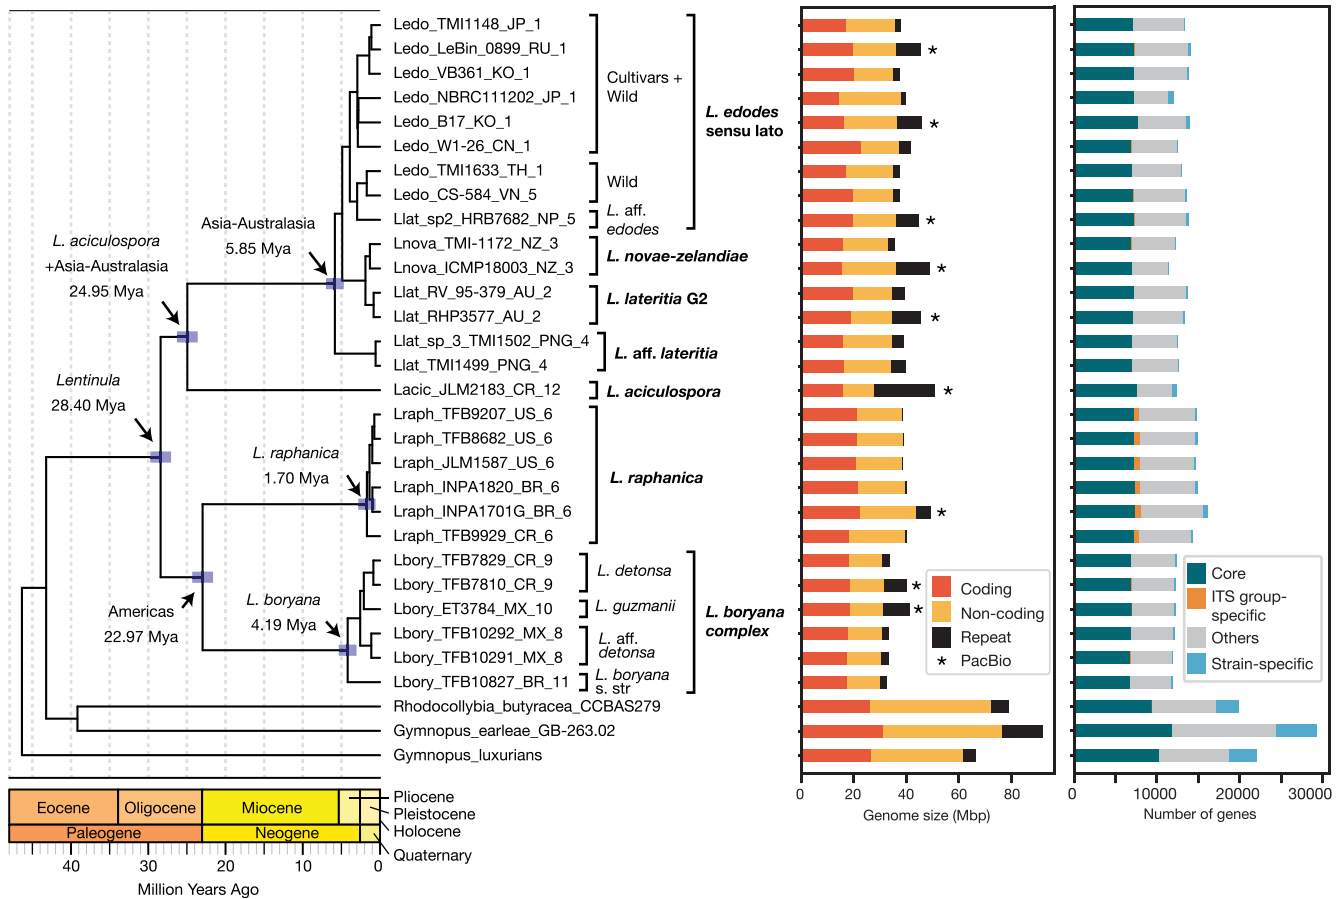 Ledo_TMI1148_JP_1
Ledo_LeBin_0899_RU_1
*
Ledo_VB361_KO_1
Cultivars +
Wild
Ledo_NBRC111202_JP_1
L. edodes
sensu lato
Ledo_B17_KO_1
*
Ledo_W1-26_CN_1
Ledo_TMI1633_TH_1
Wild
Ledo_CS-584_VN_5
Llat_sp2_HRB7682_NP_5
L. aff.
edodes
*
Asia-Australasia
5.85 Mya
L. aciculospora
+Asia-Australasia
24.95 Mya
Lnova_TMI-1172_NZ_3
L. novae-zelandiae
Lnova_ICMP18003_NZ_3
*
Llat_RV_95-379_AU_2
L. lateritia G2
Llat_RHP3577_AU_2
*
Llat_sp_3_TMI1502_PNG_4
L. aff. lateritia
Llat_TMI1499_PNG_4
Lacic_JLM2183_CR_12
L. aciculospora
*
Lentinula
28.40 Mya
Lraph_TFB9207_US_6
Lraph_TFB8682_US_6
Lraph_JLM1587_US_6
L. raphanica
1.70 Mya
L. raphanica
Lraph_INPA1820_BR_6
Lraph_INPA1701G_BR_6
*
Lraph_TFB9929_CR_6
Lbory_TFB7829_CR_9
L. detonsa
Lbory_TFB7810_CR_9
*
Lbory_ET3784_MX_10
L. guzmanii
*
L. boryana
complex
Americas
22.97 Mya
L. boryana
4.19 Mya
Lbory_TFB10292_MX_8
L. aff.
detonsa
Lbory_TFB10291_MX_8
Lbory_TFB10827_BR_11
L. boryana
s. str
Rhodocollybia_butyracea_CCBAS279
Gymnopus_earleae_GB-263.02
Gymnopus_luxurians
Coding
Non-coding
Repeat
* PacBio
Core
ITS group-
specific
Others
Strain-specific
0 20 40 60 80
Genome size (Mbp)
0 10000 20000 30000
Number of genes
Eocene Oligocene Miocene
Pliocene
Pleistocene
Holocene
Paleogene Neogene
Quaternary
40 30 20 10 0
Million Years Ago